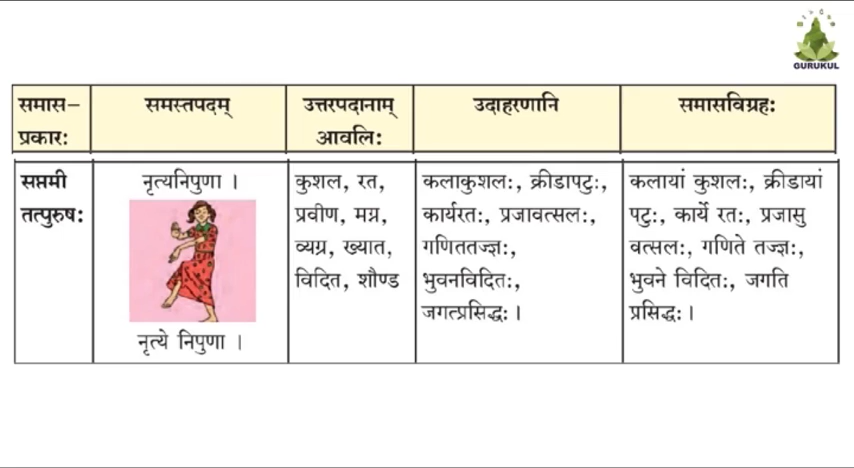 GURUKUL
समास–
प्रकार:
समस्तपदम्
उत्तरपदानाम्
आवलि:
उदाहरणानि
समासविग्रह:
सप्तमी
तत्पुरुष:
नृत्यनिपुणा ।
नृत्ये निपुणा ।
कुशल, रत,
प्रवीण, मग्न,
व्यग्र, ख्यात,
विदित, शौण्ड
कलाकुशल:, क्रीडापटु:,
कार्यरत:, प्रजावत्सल:,
गणिततज्ज्ञ:,
भुवनविदित:,
जगत्प्रसिद्ध: ।
कलायां कुशल:, क्रीडायां
पटु:, कार्ये रत:, प्रजासु
वत्सल:, गणिते तज्ज्ञ:,
भुवने विदित:, जगति
प्रसिद्ध: ।